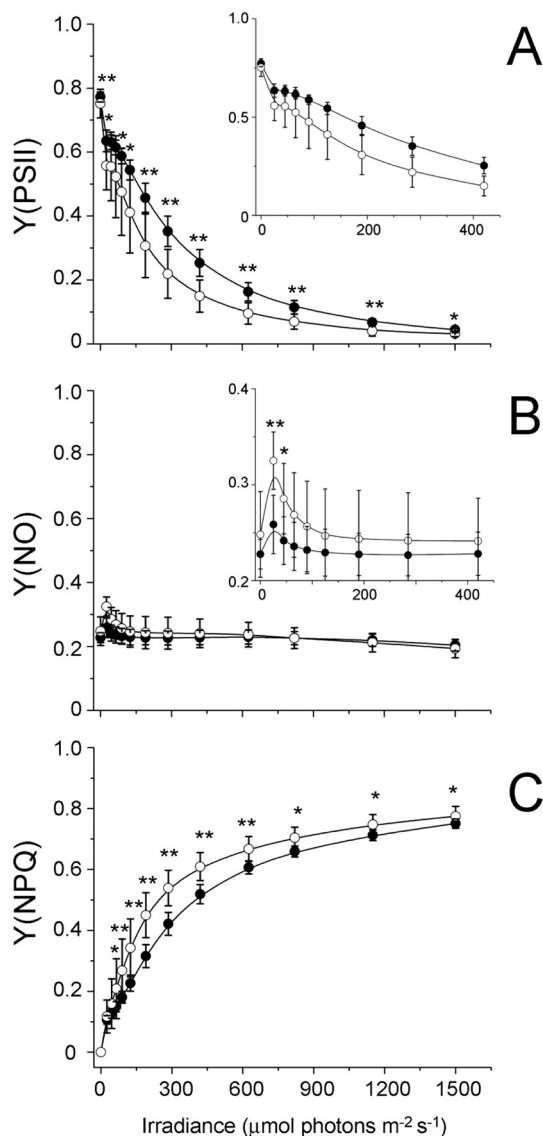 A
Y(PSII)
1.0
0.8
0.6
0.4
0.2
0
** * * * ** ** ** ** ** ** *
1.0
0.5
0
0 200 400
B
Y(NO)
1.0
0.8
0.6
0.4
0.2
0
0.4
0.3
0.2
** *
0 200 400
C
Y(NPQ)
1.0
0.8
0.6
0.4
0.2
0
* ** ** ** ** ** ** * * *
0 300 600 900 1200 1500
Irradiance (μmol photons m-2 s-1)